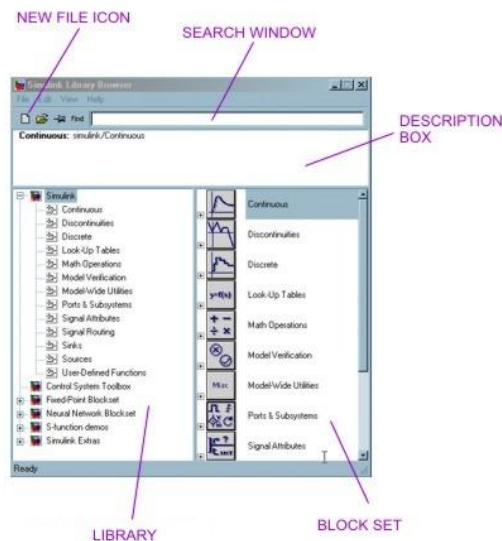 NEW FILE ICON
SEARCH WINDOW
Simulink Library Browser
File Edit View Help
Find
DESCRIPTION
BOX
Continuous: simulink/Continuous
Simulink
Continuous
Discontinuities
Discrete
Look-Up Tables
Math Operations
Model Verification
Model-Wide Utilities
Ports & Subsystems
Signal Attributes
Signal Routing
Sinks
Sources
User-Defined Functions
Control System Toolbox
Fixed-Point Blockset
Neural Network Blockset
S-function demos
Simulink Extras
Continuous
Discontinuities
Discrete
y=f(u)
Look-Up Tables
Math Operations
Model Verification
Misc
Model-Wide Utilities
Ports & Subsystems
Signal Attributes
Ready
LIBRARY
BLOCK SET